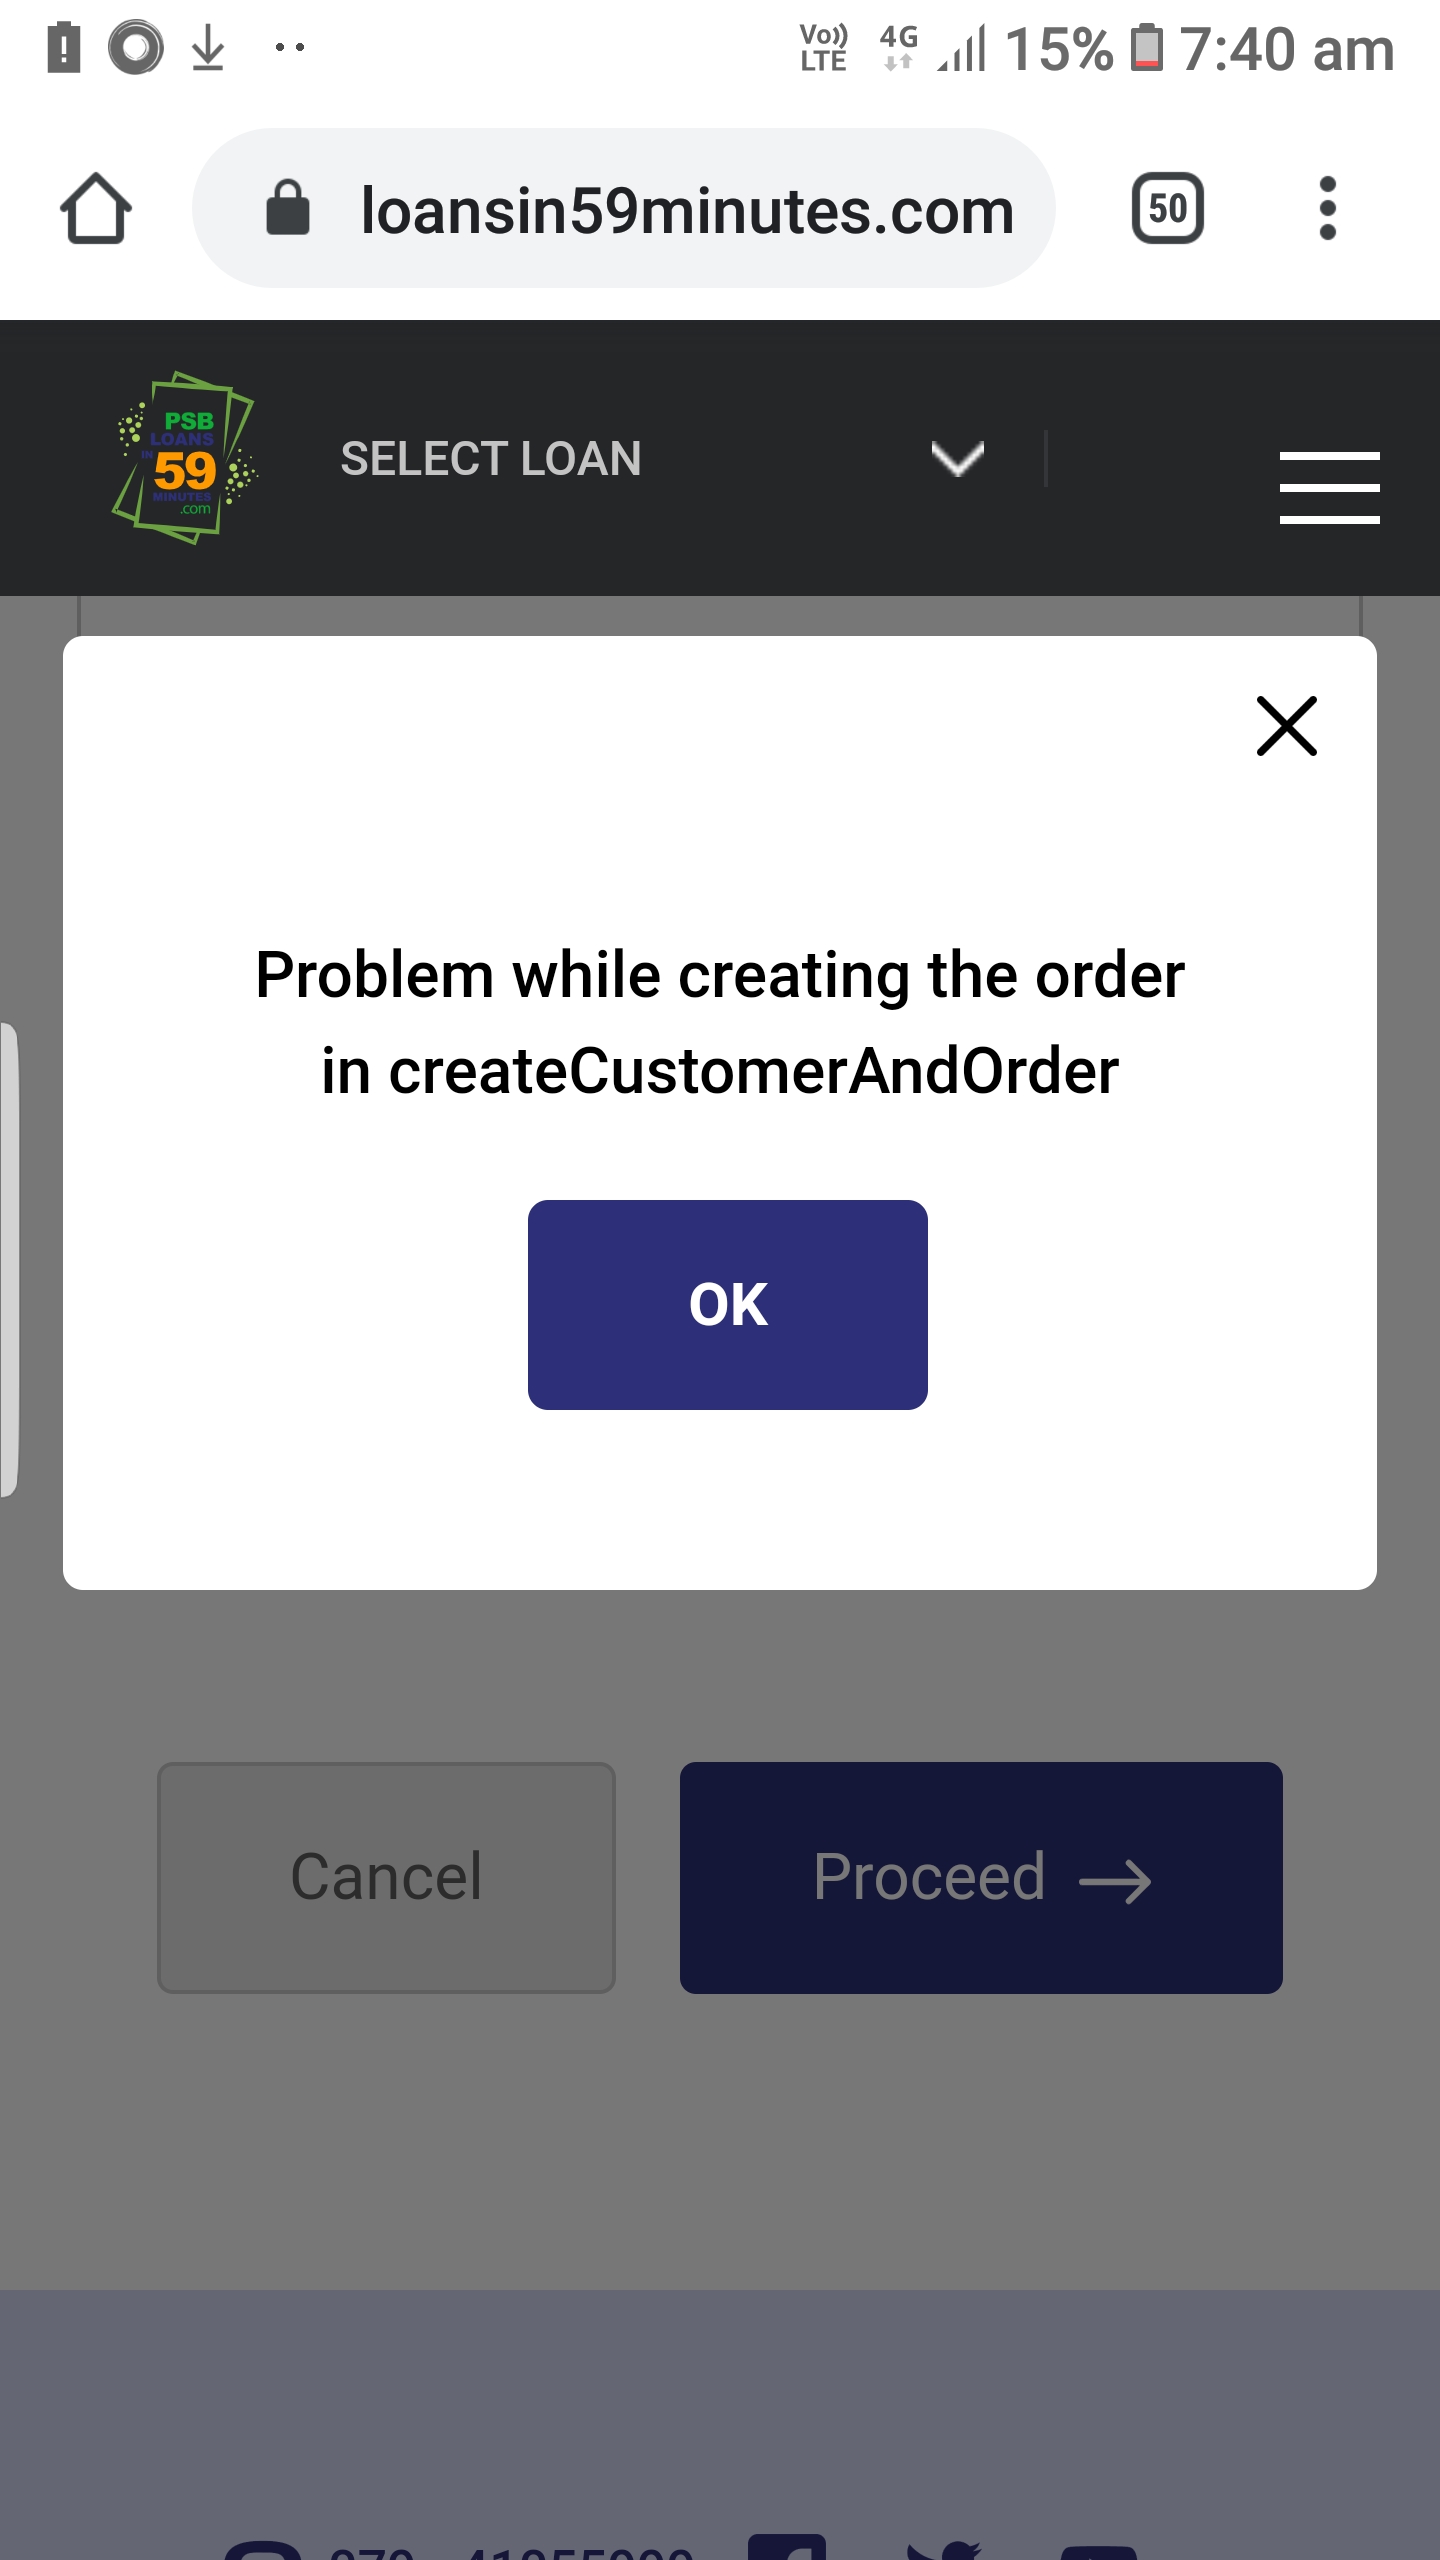 Vo)) LTE 4G 15% 7:40 am
loansin59minutes.com
50
PSB
LOANS
IN 59
MINUTES
.com
SELECT LOAN
Problem while creating the order
in createCustomerAndOrder
OK
Cancel
Proceed